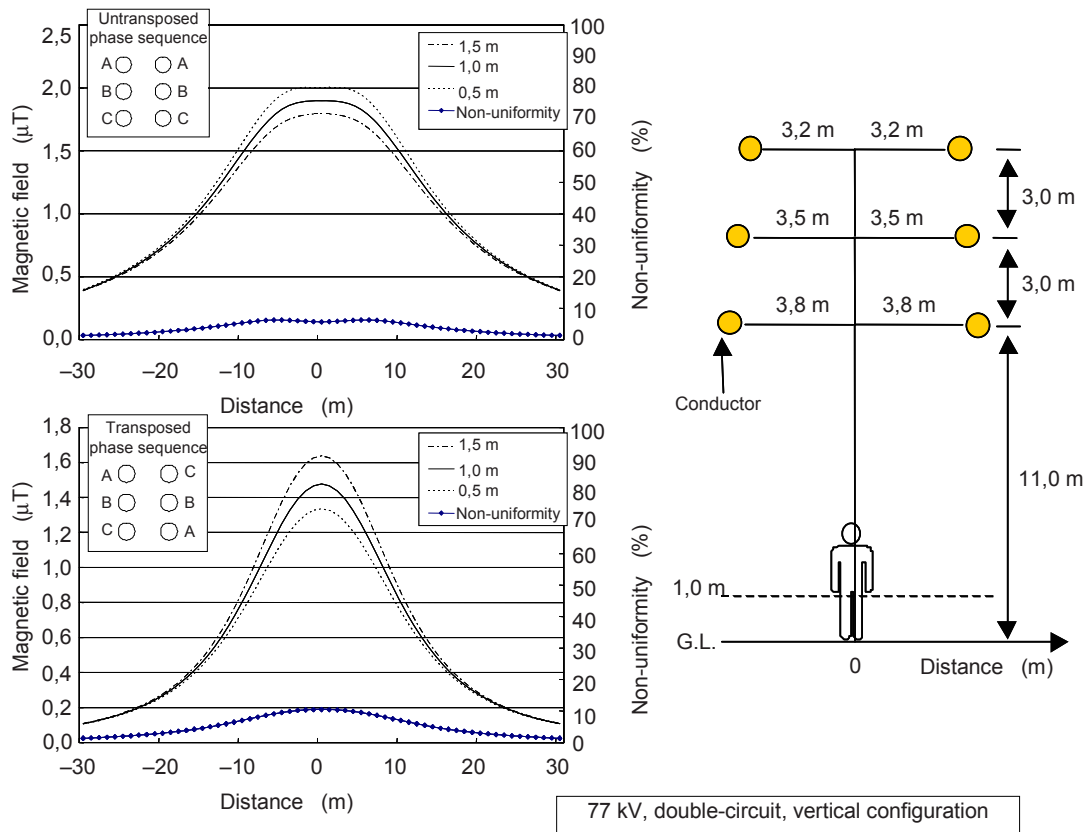 Untransposed
phase sequence
A A
B B
C C
1,5 m
1,0 m
0,5 m
Non-uniformity
2,5
2,0
1,5
1,0
0,5
0,0
Magnetic field (μT)
100
90
80
70
60
50
40
30
20
10
0
Non-uniformity (%)
–30 –20 –10 0 10 20 30
Distance (m)
Transposed
phase sequence
A C
B B
C A
1,5 m
1,0 m
0,5 m
Non-uniformity
1,8
1,6
1,4
1,2
1,0
0,8
0,6
0,4
0,2
0,0
Magnetic field (μT)
100
90
80
70
60
50
40
30
20
10
0
Non-uniformity (%)
–30 –20 –10 0 10 20 30
Distance (m)
3,2 m 3,2 m
3,0 m
3,5 m 3,5 m
3,0 m
3,8 m 3,8 m
Conductor
11,0 m
1,0 m
G.L.
0 Distance (m)
77 kV, double-circuit, vertical configuration